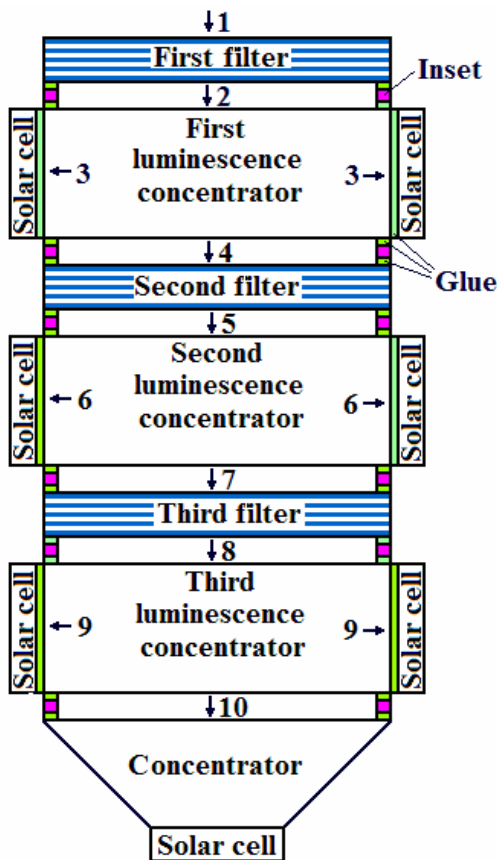 1
First filter
Inset
2
First
luminescence
concentrator
Solar cell
3
3
Solar cell
4
Glue
Second filter
5
Second
luminescence
concentrator
Solar cell
6
6
Solar cell
7
Third filter
8
Third
luminescence
concentrator
Solar cell
9
9
Solar cell
10
Concentrator
Solar cell